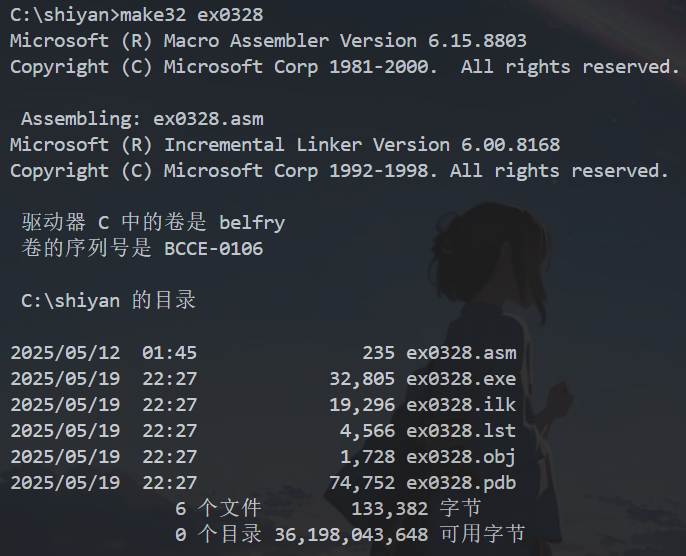 C:\shiyan>make32 ex0328
Microsoft (R) Macro Assembler Version 6.15.8803
Copyright (C) Microsoft Corp 1981-2000.  All rights reserved.
Assembling: ex0328.asm
Microsoft (R) Incremental Linker Version 6.00.8168
Copyright (C) Microsoft Corp 1992-1998. All rights reserved.
驱动器 C 中的卷是 belfry
卷的序列号是 BCCE-0106
C:\shiyan 的目录
2025/05/12  01:45               235 ex0328.asm
2025/05/19  22:27            32,805 ex0328.exe
2025/05/19  22:27            19,296 ex0328.ilk
2025/05/19  22:27             4,566 ex0328.lst
2025/05/19  22:27             1,728 ex0328.obj
2025/05/19  22:27            74,752 ex0328.pdb
6 个文件        133,382 字节
0 个目录 36,198,043,648 可用字节